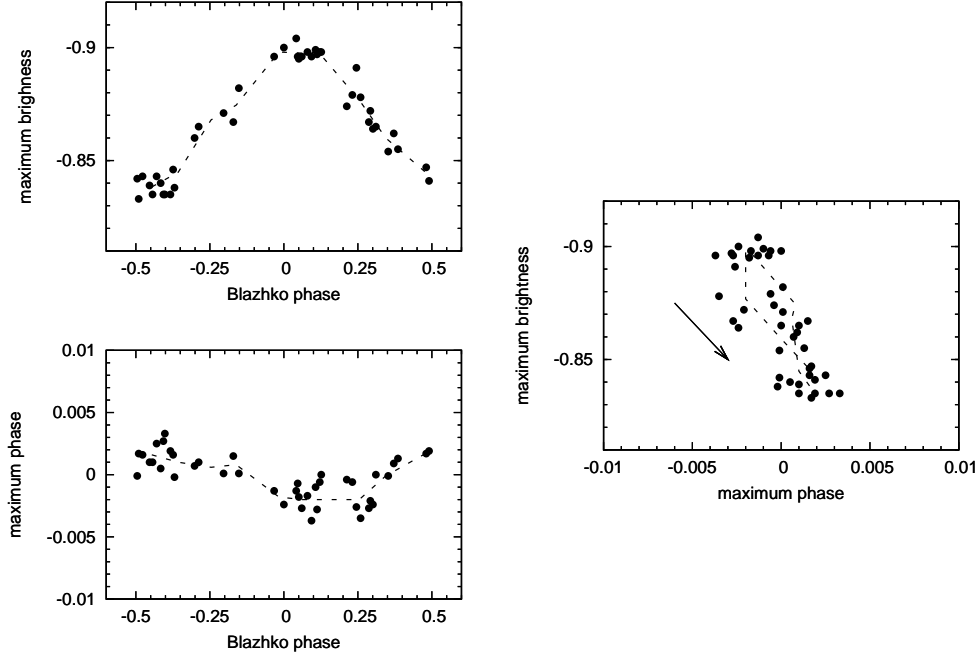 maximum brighness
-0.9
-0.85
-0.5 -0.25 0 0.25 0.5
Blazhko phase
maximum phase
0.01
0.005
0
-0.005
-0.01
-0.5 -0.25 0 0.25 0.5
Blazhko phase
maximum brightness
-0.9
-0.85
-0.01 -0.005 0 0.005 0.01
maximum phase